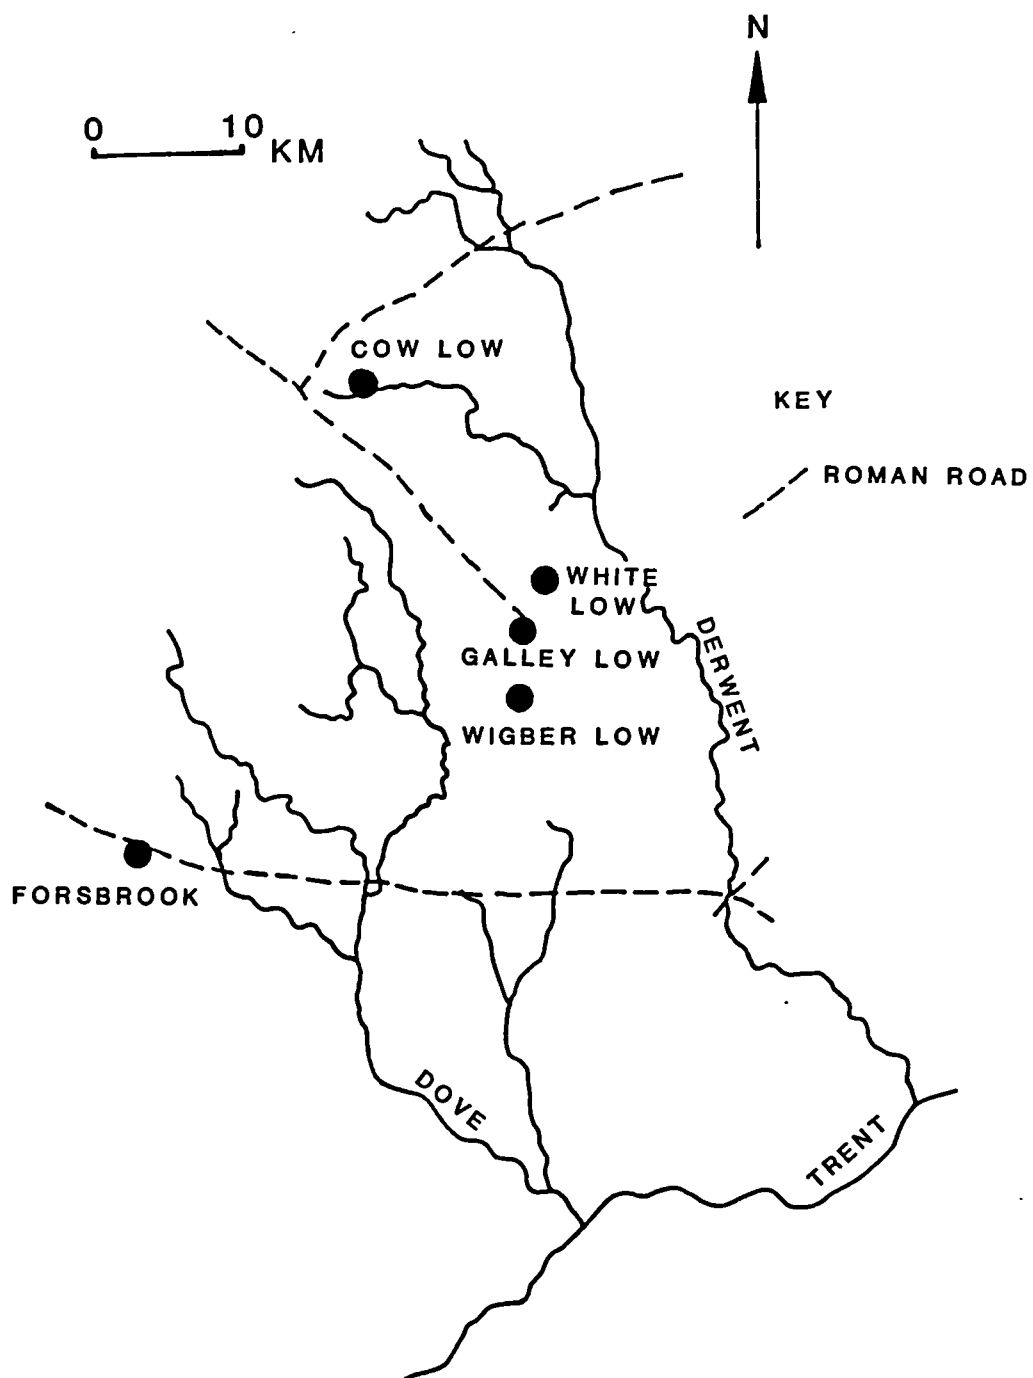 N
0 10 KM
COW LOW
KEY
ROMAN ROAD
WHITE
LOW
GALLEY LOW
DERWENT
WIGBER LOW
FORSBROOK
DOVE
TRENT